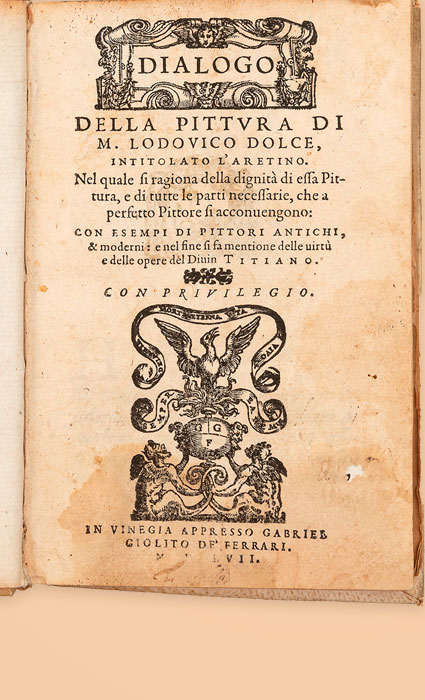 DIALOGO
DELLA PITTVRA DI
M. LODOVICO DOLCE,
INTITOLATO L'ARETINO.
Nel quale ſi ragiona della dignità di eſſa Pit-
tura, e di tutte le parti neceſſarie, che a
perfetto Pittore ſi acconuengono:
CON ESEMPI DI PITTORI ANTICHI,
& moderni: e nel fine ſi fa mentione delle uirtù
e delle opere del Diuin TITIANO.
CON PRIVILEGIO.
SEMPER
G G
F
IN VINEGIA APPRESSO GABRIEL
GIOLITO DE' FERRARI.
VII.